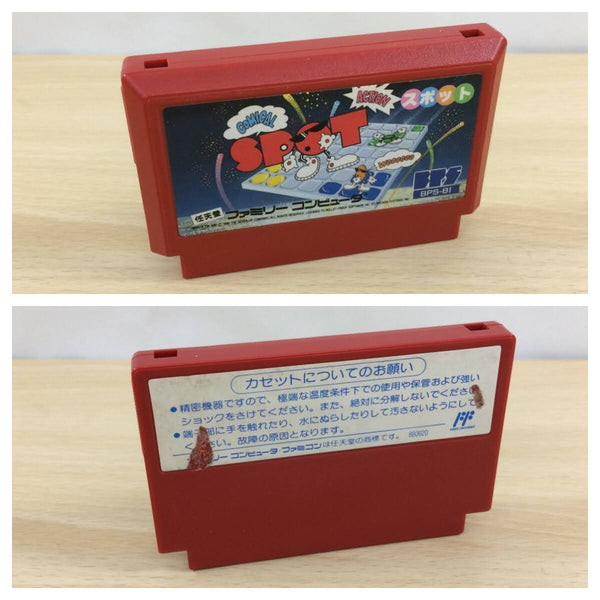 COMICAL
ACTION
スポット
SPOT
BPS
BPS-BI
任天堂
ファミリー コンピュータ
カセットについてのお願い
●精密機器ですので、極端な温度条件下での使用や保管および強い
ショックをさけてください。また、絶対に分解しないでください。
●端子部に手を触れたり、水にぬらしたりして汚さないようにして
ください。故障の原因となります。
ファミリー コンピュータ ファミコンは任天堂の商標です。